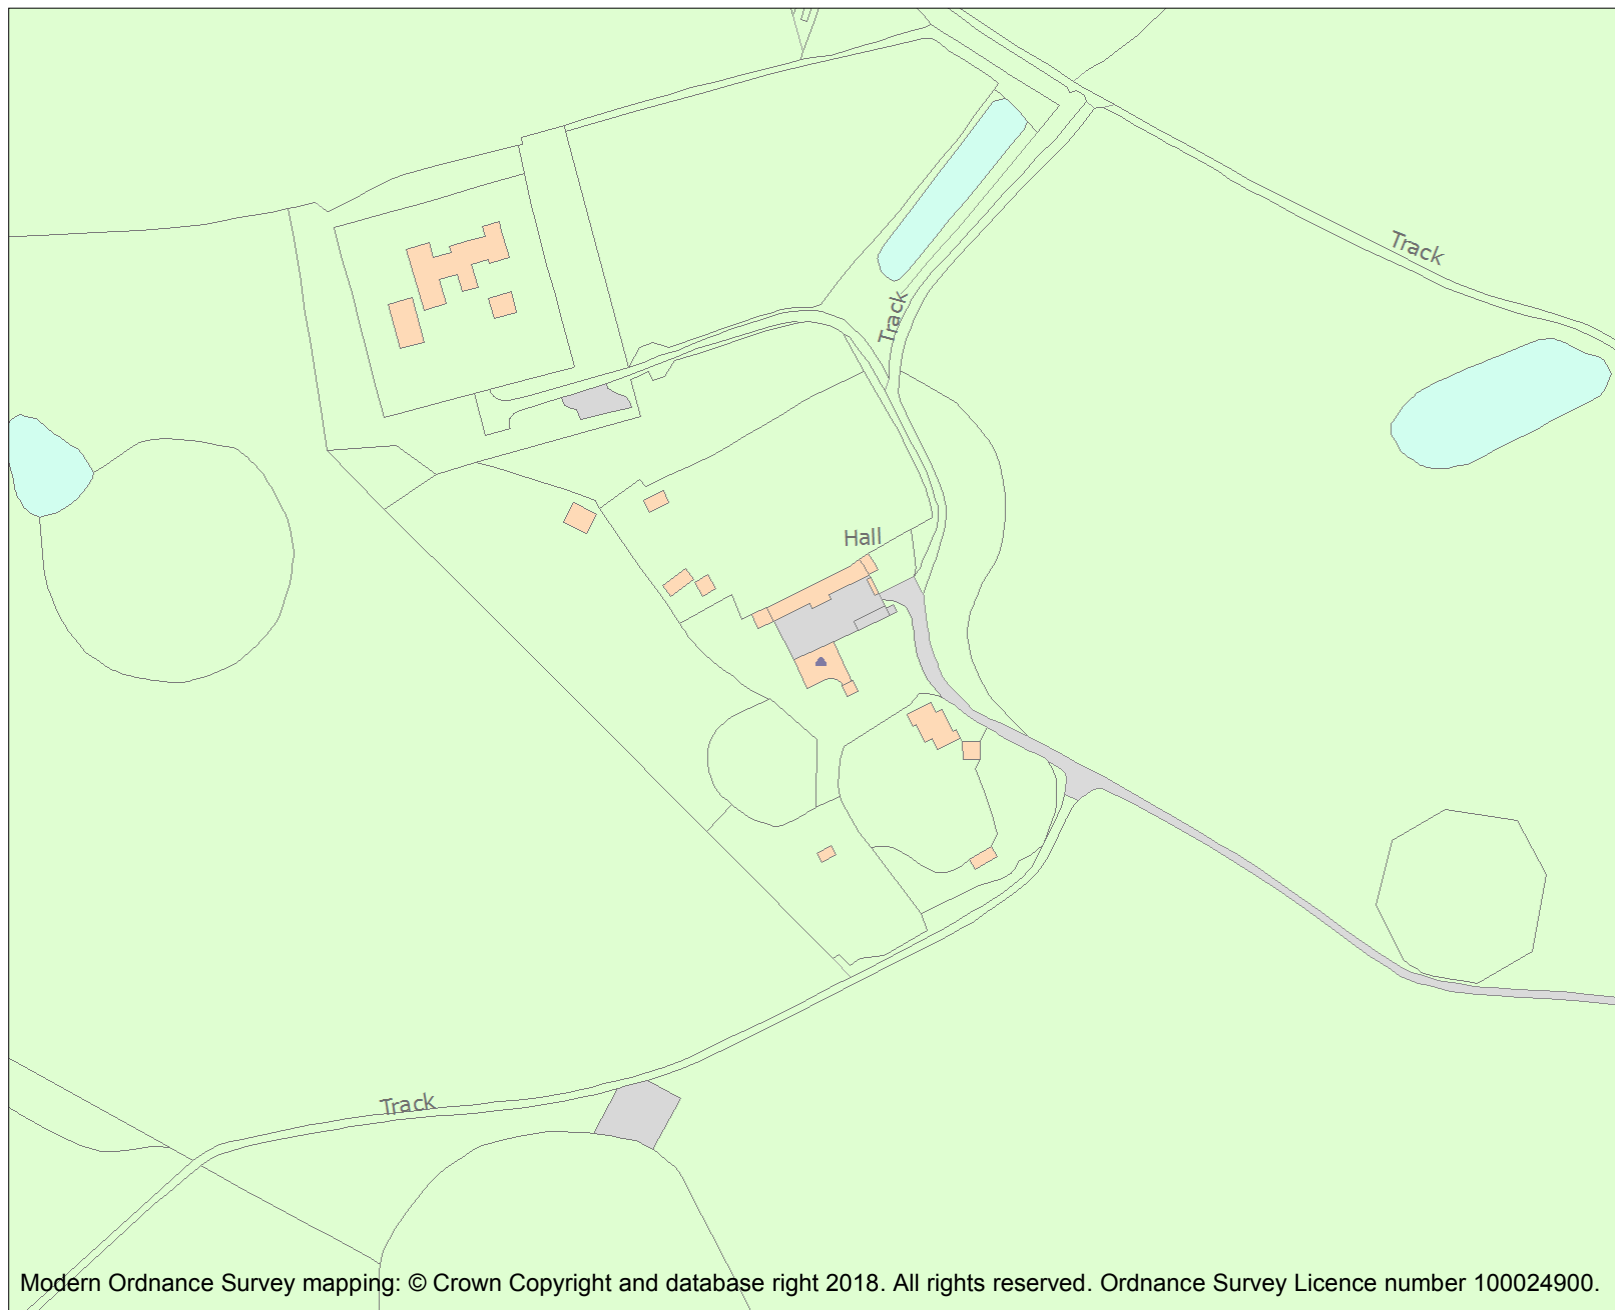 Track
Track
Hall
Track
Modern Ordnance Survey mapping: © Crown Copyright and database right 2018. All rights reserved. Ordnance Survey Licence number 100024900.